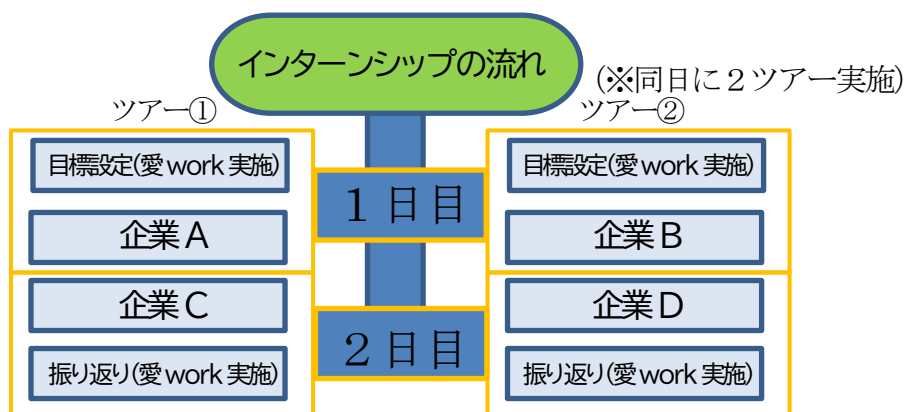 インターンシップの流れ
(※同日に２ツアー実施)
ツアー①
ツアー②
目標設定(愛work実施)
目標設定(愛work実施)
１日目
企業A
企業B
企業C
企業D
２日目
振り返り(愛work実施)
振り返り(愛work実施)